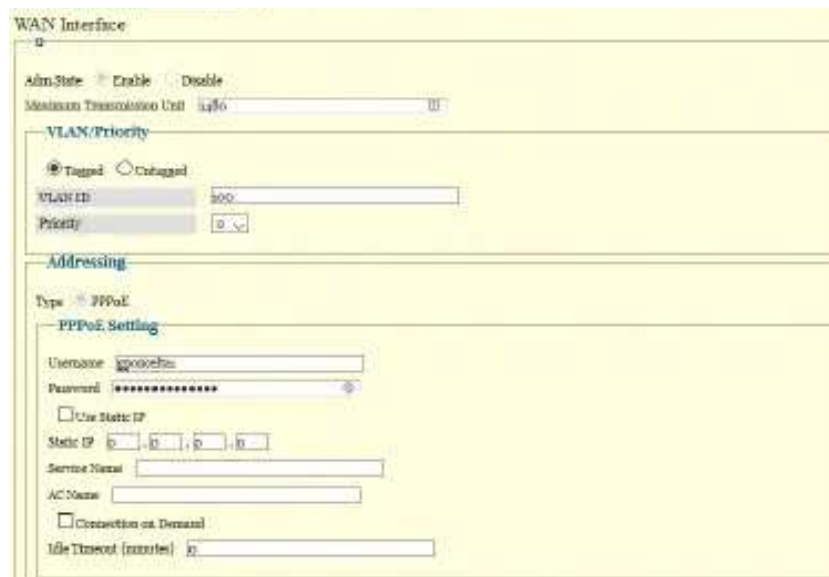 WAN Interface
Adm.State Enable Disable
Maximum Transmission Unit 1480
VLAN/Priority
Tagged Untagged
VLAN ID 100
Priority 0
Addressing
Type PPPoE
PPPoE Setting
Username
Password ••••••••••••••
Use Static IP
Static IP 0 . 0 . 0 . 0
Service Name
AC Name
Connection on Demand
Idle Timeout (minutes) 0